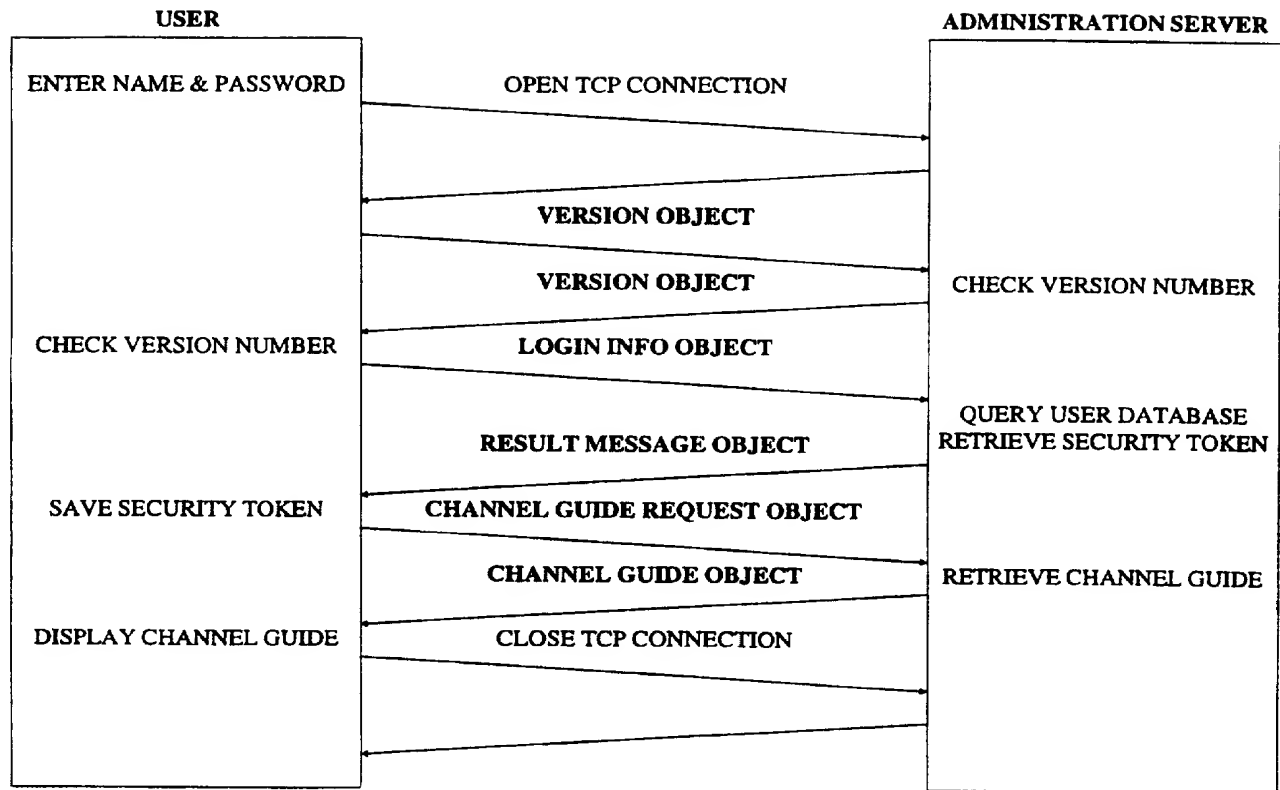 USER
ADMINISTRATION SERVER
ENTER NAME & PASSWORD
OPEN TCP CONNECTION
VERSION OBJECT
VERSION OBJECT
CHECK VERSION NUMBER
CHECK VERSION NUMBER
LOGIN INFO OBJECT
QUERY USER DATABASE
RETRIEVE SECURITY TOKEN
RESULT MESSAGE OBJECT
SAVE SECURITY TOKEN
CHANNEL GUIDE REQUEST OBJECT
CHANNEL GUIDE OBJECT
RETRIEVE CHANNEL GUIDE
DISPLAY CHANNEL GUIDE
CLOSE TCP CONNECTION